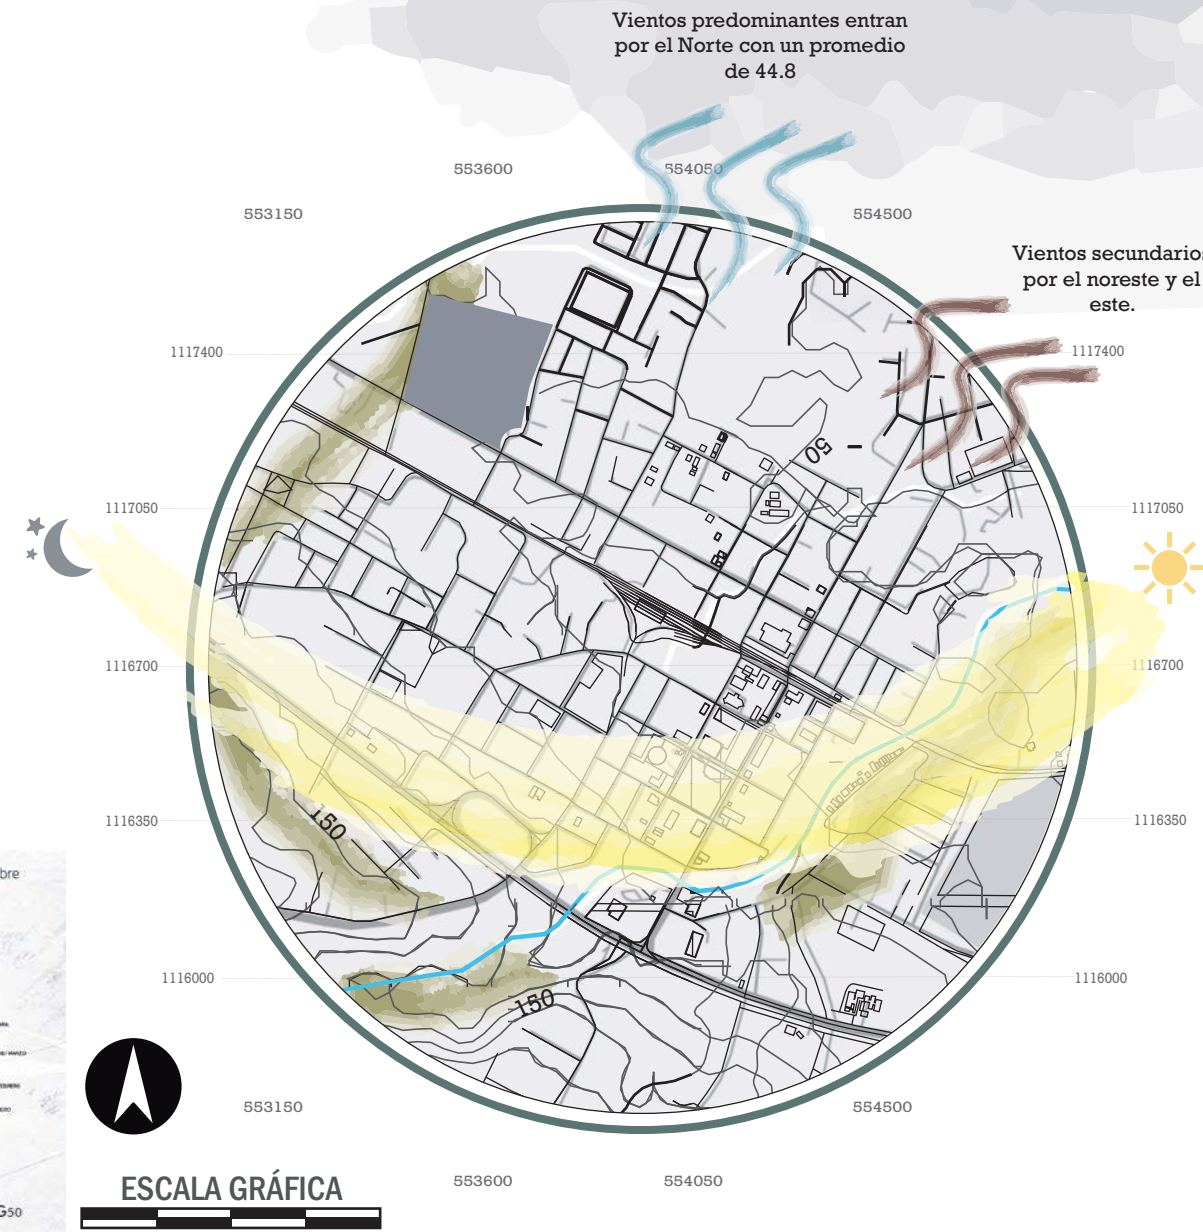 Vientos predominantes entran
por el Norte con un promedio
de 44.8
553600
554050
553150
554500
Vientos secundarios
por el noreste y el
este.
1117400
1117400
50
1117050
1117050
1116700
1116700
150
1116350
1116350
bre
1116000
1116000
150
553150
554500
553600
554050
ESCALA GRÁFICA
G50